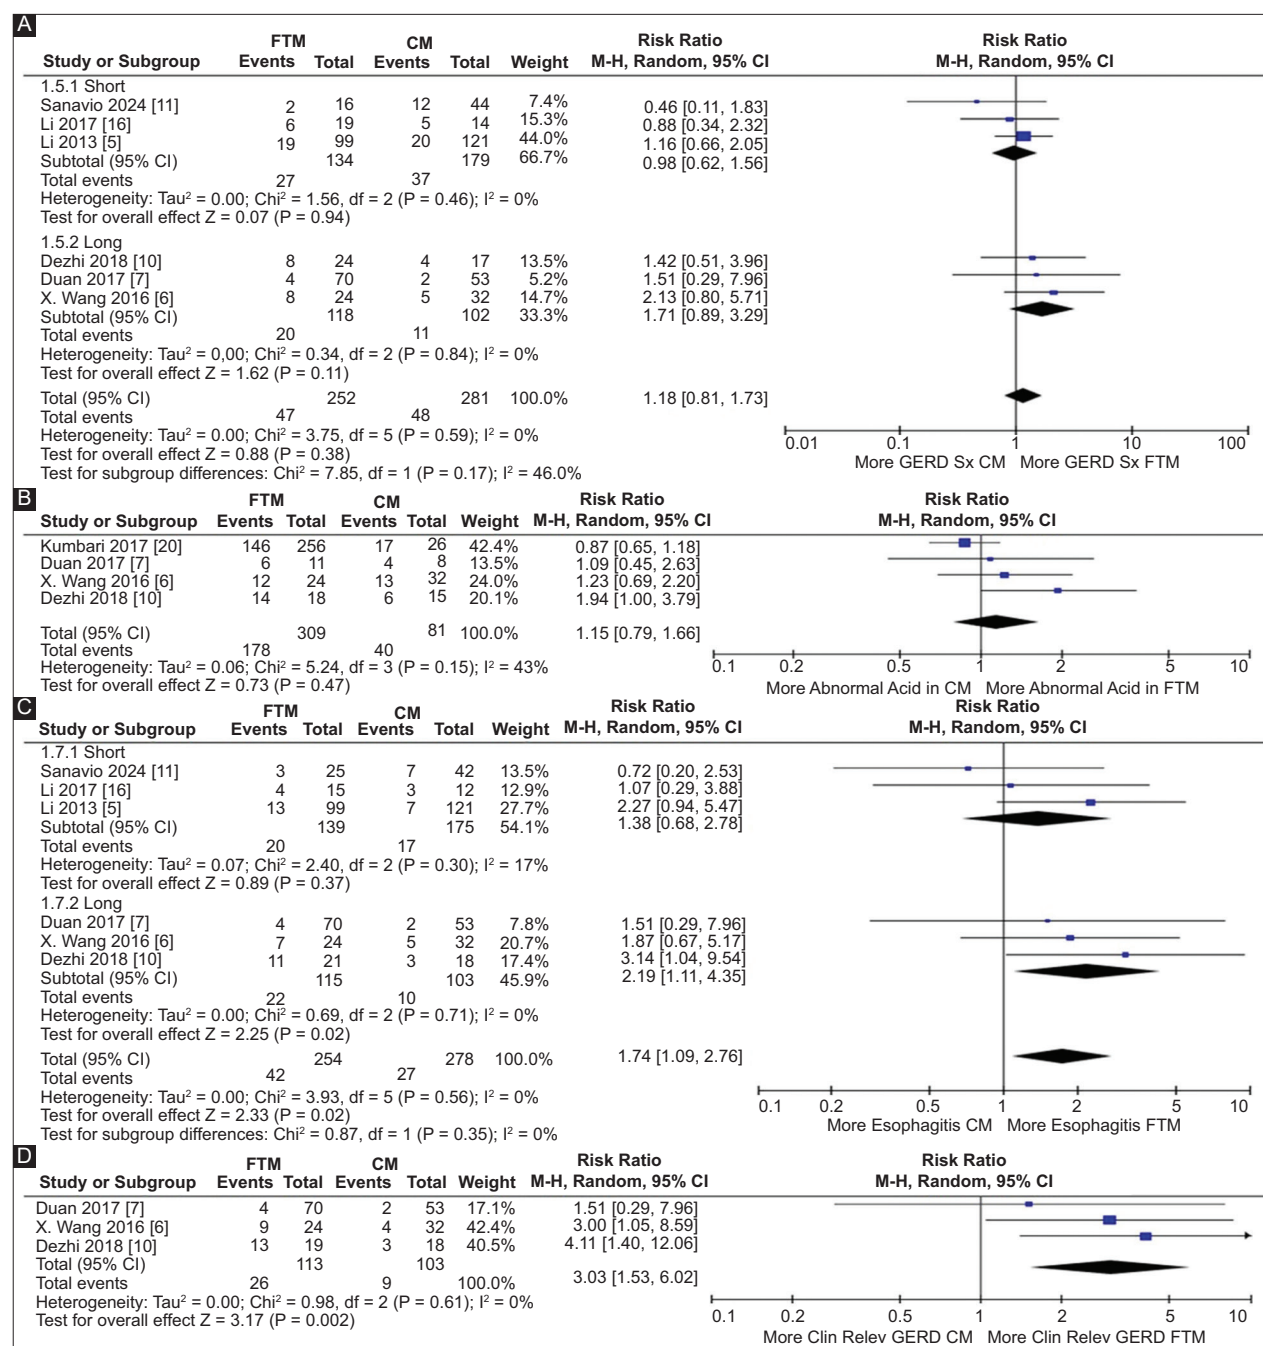 A
FTM CM Risk Ratio Risk Ratio
Study or Subgroup Events Total Events Total Weight M-H, Random, 95% CI M-H, Random, 95% CI
1.5.1 Short
Sanavio 2024 [11] 2 16 12 44 7.4% 0.46 [0.11, 1.83]
Li 2017 [16] 6 19 5 14 15.3% 0.88 [0.34, 2.32]
Li 2013 [5] 19 99 20 121 44.0% 1.16 [0.66, 2.05]
Subtotal (95% CI) 134 179 66.7% 0.98 [0.62, 1.56]
Total events 27 37
Heterogeneity: Tau² = 0.00; Chi² = 1.56, df = 2 (P = 0.46); I² = 0%
Test for overall effect Z = 0.07 (P = 0.94)
1.5.2 Long
Dezhi 2018 [10] 8 24 4 17 13.5% 1.42 [0.51, 3.96]
Duan 2017 [7] 4 70 2 53 5.2% 1.51 [0.29, 7.96]
X. Wang 2016 [6] 8 24 5 32 14.7% 2.13 [0.80, 5.71]
Subtotal (95% CI) 118 102 33.3% 1.71 [0.89, 3.29]
Total events 20 11
Heterogeneity: Tau² = 0,00; Chi² = 0.34, df = 2 (P = 0.84); I² = 0%
Test for overall effect Z = 1.62 (P = 0.11)
Total (95% CI) 252 281 100.0% 1.18 [0.81, 1.73]
Total events 47 48
Heterogeneity: Tau² = 0.00; Chi² = 3.75, df = 5 (P = 0.59); I² = 0%
Test for overall effect Z = 0.88 (P = 0.38)
Test for subgroup differences: Chi² = 7.85, df = 1 (P = 0.17); I² = 46.0%
0.01 0.1 1 10 100
More GERD Sx CM More GERD Sx FTM
B
FTM CM Risk Ratio Risk Ratio
Study or Subgroup Events Total Events Total Weight M-H, Random, 95% CI M-H, Random, 95% CI
Kumbari 2017 [20] 146 256 17 26 42.4% 0.87 [0.65, 1.18]
Duan 2017 [7] 6 11 4 8 13.5% 1.09 [0.45, 2.63]
X. Wang 2016 [6] 12 24 13 32 24.0% 1.23 [0.69, 2.20]
Dezhi 2018 [10] 14 18 6 15 20.1% 1.94 [1.00, 3.79]
Total (95% CI) 309 81 100.0% 1.15 [0.79, 1.66]
Total events 178 40
Heterogeneity: Tau² = 0.06; Chi² = 5.24, df = 3 (P = 0.15); I² = 43%
Test for overall effect Z = 0.73 (P = 0.47)
0.1 0.2 0.5 1 2 5 10
More Abnormal Acid in CM More Abnormal Acid in FTM
C
FTM CM Risk Ratio Risk Ratio
Study or Subgroup Events Total Events Total Weight M-H, Random, 95% CI M-H, Random, 95% CI
1.7.1 Short
Sanavio 2024 [11] 3 25 7 42 13.5% 0.72 [0.20, 2.53]
Li 2017 [16] 4 15 3 12 12.9% 1.07 [0.29, 3.88]
Li 2013 [5] 13 99 7 121 27.7% 2.27 [0.94, 5.47]
Subtotal (95% CI) 139 175 54.1% 1.38 [0.68, 2.78]
Total events 20 17
Heterogeneity: Tau² = 0.07; Chi² = 2.40, df = 2 (P = 0.30); I² = 17%
Test for overall effect Z = 0.89 (P = 0.37)
1.7.2 Long
Duan 2017 [7] 4 70 2 53 7.8% 1.51 [0.29, 7.96]
X. Wang 2016 [6] 7 24 5 32 20.7% 1.87 [0.67, 5.17]
Dezhi 2018 [10] 11 21 3 18 17.4% 3.14 [1.04, 9.54]
Subtotal (95% CI) 115 103 45.9% 2.19 [1.11, 4.35]
Total events 22 10
Heterogeneity: Tau² = 0.00; Chi² = 0.69, df = 2 (P = 0.71); I² = 0%
Test for overall effect Z = 2.25 (P = 0.02)
Total (95% CI) 254 278 100.0% 1.74 [1.09, 2.76]
Total events 42 27
Heterogeneity: Tau² = 0.00; Chi² = 3.93, df = 5 (P = 0.56); I² = 0%
Test for overall effect Z = 2.33 (P = 0.02)
Test for subgroup differences: Chi² = 0.87, df = 1 (P = 0.35); I² = 0%
0.1 0.2 0.5 1 2 5 10
More Esophagitis CM More Esophagitis FTM
D
FTM CM Risk Ratio Risk Ratio
Study or Subgroup Events Total Events Total Weight M-H, Random, 95% CI M-H, Random, 95% CI
Duan 2017 [7] 4 70 2 53 17.1% 1.51 [0.29, 7.96]
X. Wang 2016 [6] 9 24 4 32 42.4% 3.00 [1.05, 8.59]
Dezhi 2018 [10] 13 19 3 18 40.5% 4.11 [1.40, 12.06]
Total (95% CI) 113 103
Total events 26 9 100.0% 3.03 [1.53, 6.02]
Heterogeneity: Tau² = 0.00; Chi² = 0.98, df = 2 (P = 0.61); I² = 0%
Test for overall effect Z = 3.17 (P = 0.002)
0.1 0.2 0.5 1 2 5 10
More Clin Relev GERD CM More Clin Relev GERD FTM